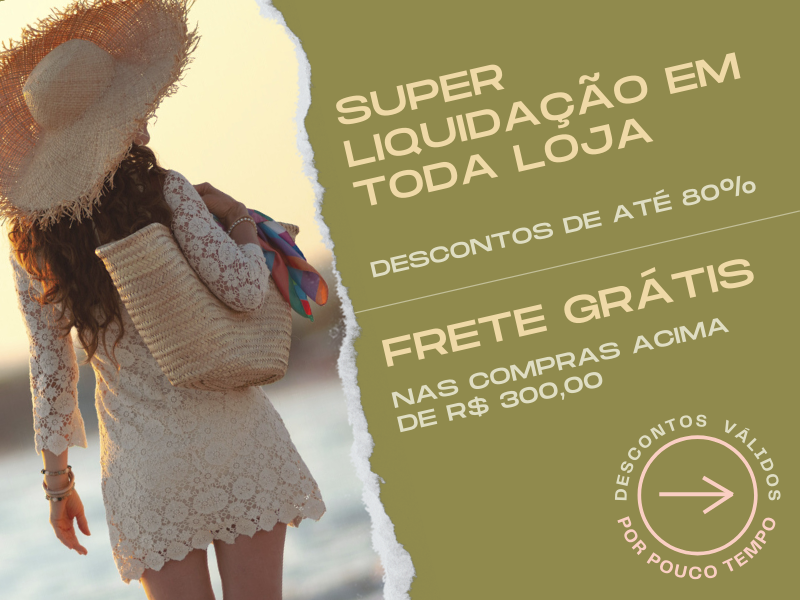 SUPER
LIQUIDAÇÃO EM
TODA LOJA
DESCONTOS DE ATÉ 80%
FRETE GRÁTIS
NAS COMPRAS ACIMA
DE R$ 300,00
DESCONTOS VÁLIDOS
POR POUCO TEMPO